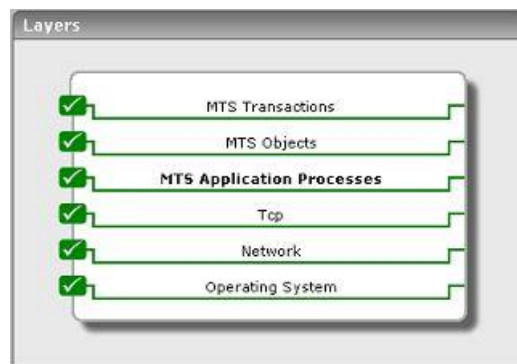 Layers
MTS Transactions
MTS Objects
MTS Application Processes
Tcp
Network
Operating System